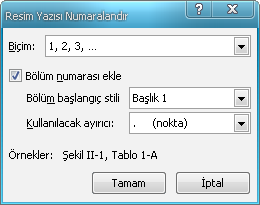 Resim Yazısı Numaralandır
Biçim: 1, 2, 3, ...
Bölüm numarası ekle
Bölüm başlangıç stili Başlık 1
Kullanılacak ayırıcı: . (nokta)
Örnekler: Şekil II-1, Tablo 1-A
Tamam İptal